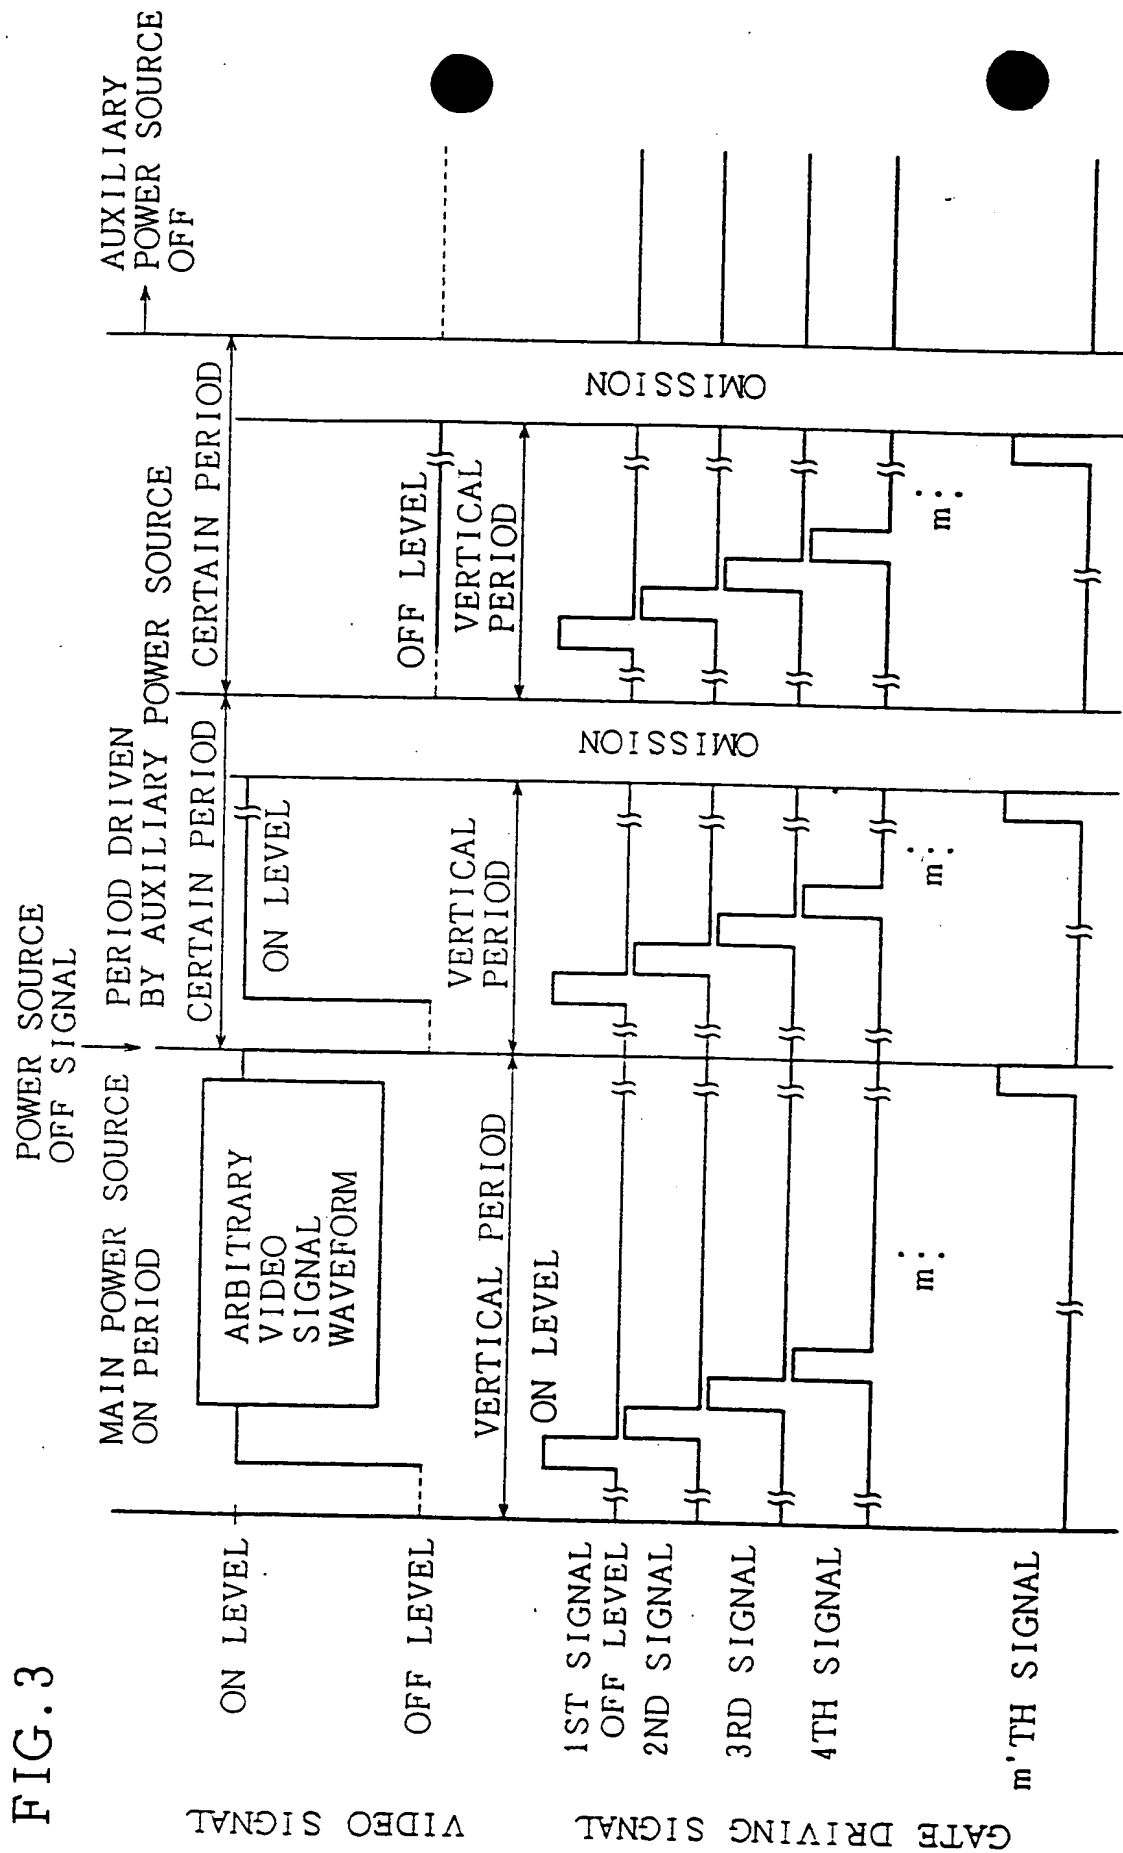 FIG.3
POWER SOURCE
OFF SIGNAL
MAIN POWER SOURCE
ON PERIOD
PERIOD DRIVEN
BY AUXILIARY POWER SOURCE
AUXILIARY
POWER SOURCE
OFF
CERTAIN PERIOD
CERTAIN PERIOD
VIDEO SIGNAL
ON LEVEL
OFF LEVEL
ARBITRARY
VIDEO
SIGNAL
WAVEFORM
ON LEVEL
OFF LEVEL
VERTICAL PERIOD
VERTICAL
PERIOD
VERTICAL
PERIOD
OMISSION
OMISSION
GATE DRIVING SIGNAL
ON LEVEL
1ST SIGNAL
OFF LEVEL
2ND SIGNAL
3RD SIGNAL
4TH SIGNAL
m
m
m
m'TH SIGNAL